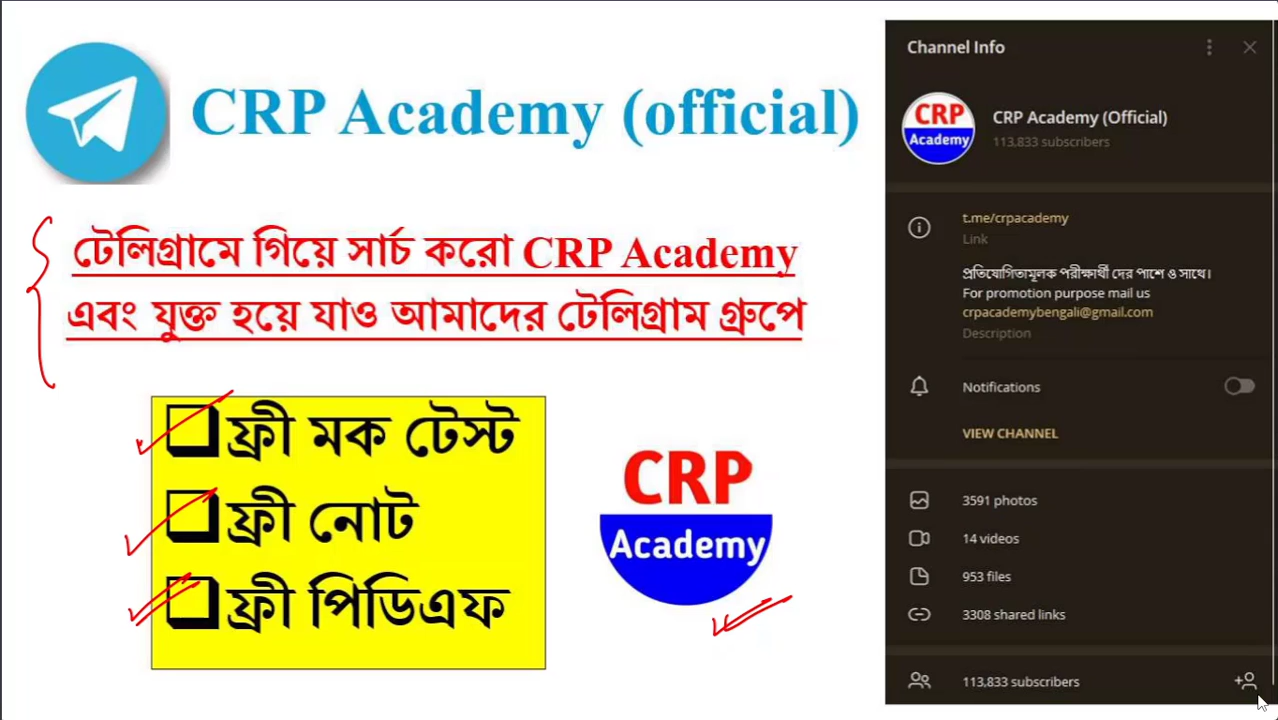 CRP Academy (official)
টেলিগ্রামে গিয়ে সার্চ করো CRP Academy
এবং যুক্ত হয়ে যাও আমাদের টেলিগ্রাম গ্রুপে
ফ্রী মক টেস্ট
ফ্রী নোট
ফ্রী পিডিএফ
CRP
Academy
Channel Info
CRP
Academy
CRP Academy (Official)
113,833 subscribers
t.me/crpacademy
Link
প্রতিযোগিতামূলক পরীক্ষার্থী দের পাশে ও সাথে।
For promotion purpose mail us
crpacademybengali@gmail.com
Description
Notifications
VIEW CHANNEL
3591 photos
14 videos
953 files
3308 shared links
113,833 subscribers